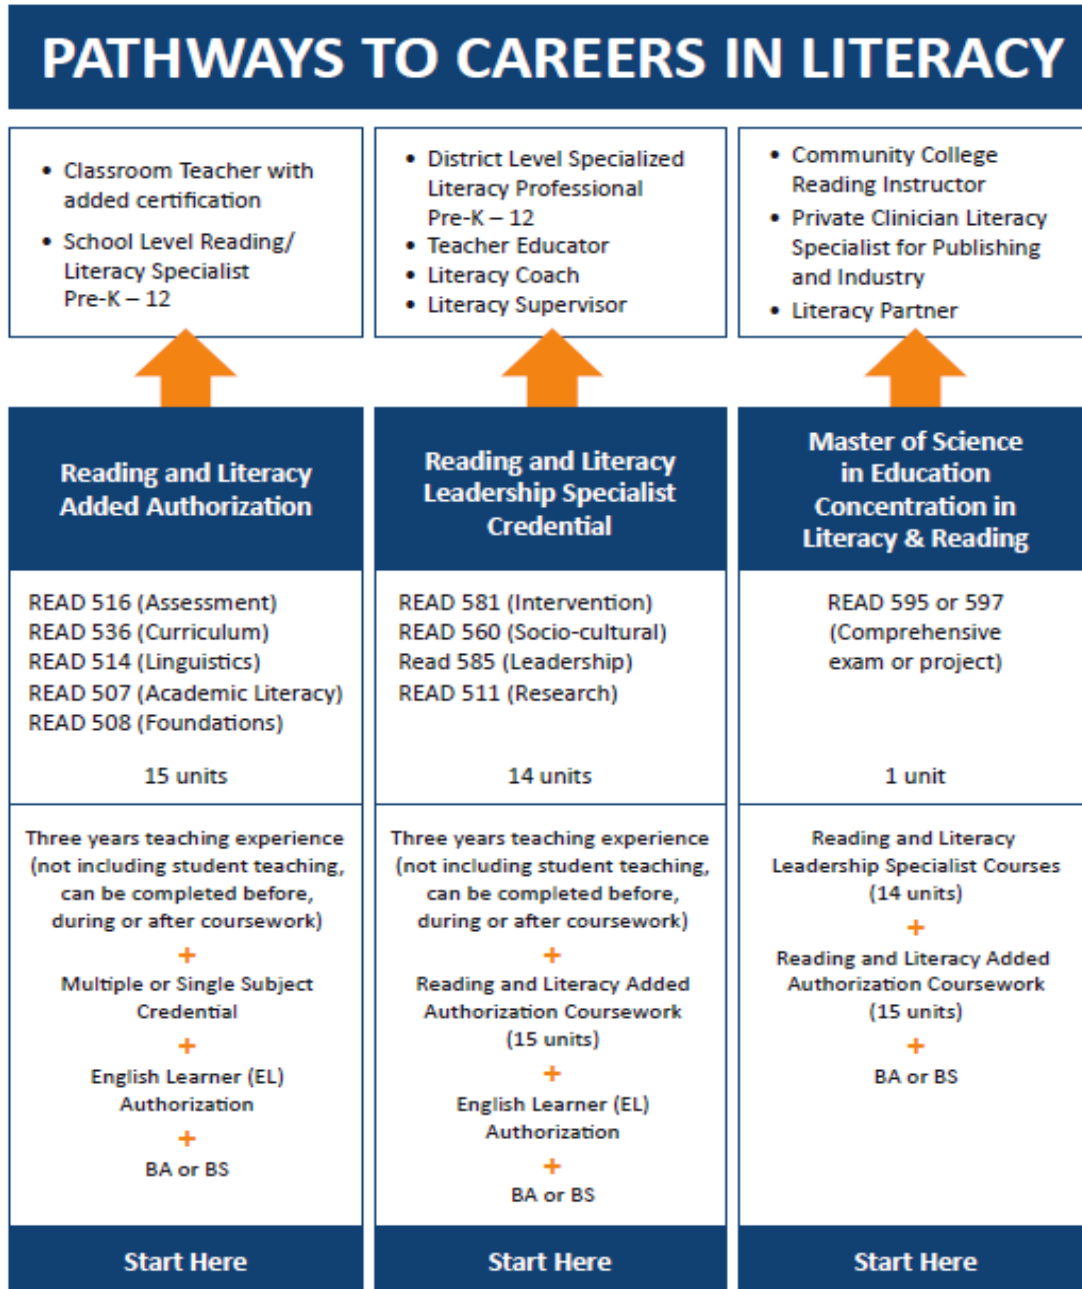 PATHWAYS TO CAREERS IN LITERACY
• Classroom Teacher with
added certification
• School Level Reading/
Literacy Specialist
Pre-K – 12
• District Level Specialized
Literacy Professional
Pre-K – 12
• Teacher Educator
• Literacy Coach
• Literacy Supervisor
• Community College
Reading Instructor
• Private Clinician Literacy
Specialist for Publishing
and Industry
• Literacy Partner
Reading and Literacy
Added Authorization
READ 516 (Assessment)
READ 536 (Curriculum)
READ 514 (Linguistics)
READ 507 (Academic Literacy)
READ 508 (Foundations)
15 units
Three years teaching experience
(not including student teaching,
can be completed before,
during or after coursework)
+
Multiple or Single Subject
Credential
+
English Learner (EL)
Authorization
+
BA or BS
Start Here
Reading and Literacy
Leadership Specialist
Credential
READ 581 (Intervention)
READ 560 (Socio-cultural)
Read 585 (Leadership)
READ 511 (Research)
14 units
Three years teaching experience
(not including student teaching,
can be completed before,
during or after coursework)
+
Reading and Literacy Added
Authorization Coursework
(15 units)
+
English Learner (EL)
Authorization
+
BA or BS
Start Here
Master of Science
in Education
Concentration in
Literacy & Reading
READ 595 or 597
(Comprehensive
exam or project)
1 unit
Reading and Literacy
Leadership Specialist Courses
(14 units)
+
Reading and Literacy Added
Authorization Coursework
(15 units)
+
BA or BS
Start Here